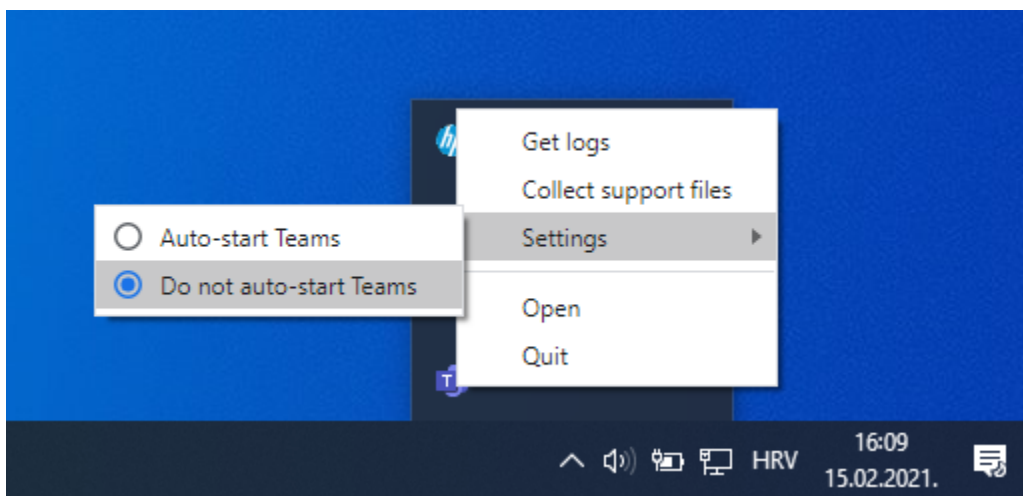 Get logs
Collect support files
Settings
Auto-start Teams
Do not auto-start Teams
Open
Quit
hp
T
HRV
16:09
15.02.2021.